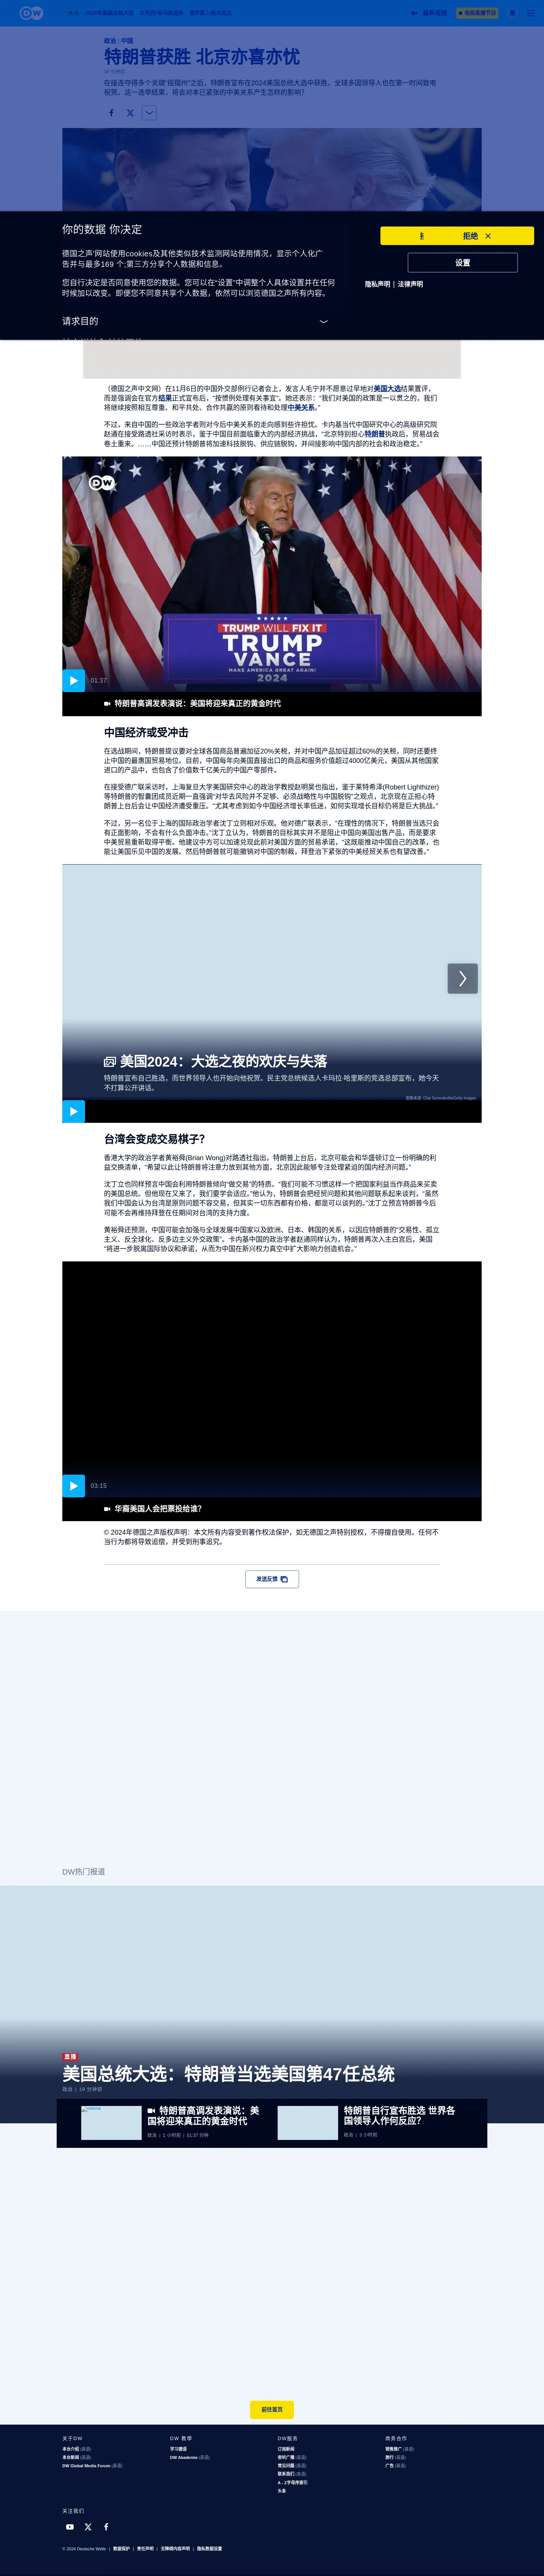 DW
2024年美国总统大选
政治 | 中国
特朗普获胜 北京亦喜亦忧
在接连夺得多个关键“摇摆州”之后，特朗普宣布在2024美国总统大选中获胜。全球多国领导人也在第一时间致电
祝贺。这一选举结果，将会对本已紧张的中美关系产生怎样的影响？
你的数据 你决定
拒绝
德国之声‘网站使用cookies及其他类似技术监测网站使用情况，显示个人化广
告并与最多169 个‘;第三方分享个人数据和信息。
设置
您自行决定是否同意使用您的数据。您可以在“设置”中调整个人具体设置并在任何
时候加以改变。即便您不同意共享个人数据，依然可以浏览德国之声所有内容。
隐私声明 | 法律声明
请求目的
（德国之声中文网）在11月6日的中国外交部例行记者会上，发言人毛宁并不愿意过早地对美国大选结果置评，
而是强调会在官方结果正式宣布后，“按惯例处理有关事宜”。她还表示：“我们对美国的政策是一以贯之的，我们
将继续按照相互尊重、和平共处、合作共赢的原则看待和处理中美关系。”
不过，来自中国的一些政治学者则对今后中美关系的走向感到些许担忧。卡内基当代中国研究中心的高级研究院
赵通在接受路透社采访时表示，鉴于中国目前面临重大的内部经济挑战，“北京特别担心特朗普执政后，贸易战会
卷土重来。……中国还预计特朗普将加速科技脱钩、供应链脱钩，并间接影响中国内部的社会和政治稳定。”
DW
TRUMP WILL FIX IT
TRUMP
VANCE
MAKE AMERICA GREAT AGAIN!
2024
01:37
特朗普高调发表演说：美国将迎来真正的黄金时代
中国经济或受冲击
在选战期间，特朗普提议要对全球各国商品普遍加征20%关税，并对中国产品加征超过60%的关税，同时还要终
止中国的最惠国贸易地位。目前，中国每年向美国直接出口的商品和服务价值超过4000亿美元，美国从其他国家
进口的产品中，也包含了价值数千亿美元的中国产零部件。
在接受德广联采访时，上海复旦大学美国研究中心的政治学教授赵明昊也指出，鉴于莱特希泽(Robert Lighthizer)
等特朗普的智囊团成员近期一直强调“对华去风险并不足够、必须战略性与中国脱钩”之观点，北京现在正担心特
朗普上台后会让中国经济遭受重压。“尤其考虑到如今中国经济增长率低迷，如何实现增长目标仍将是巨大挑战。”
不过，另一名位于上海的国际政治学者沈丁立则相对乐观。他对德广联表示，“在理性的情况下，特朗普当选只会
有正面影响，不会有什么负面冲击。”沈丁立认为，特朗普的目标其实并不是阻止中国向美国出售产品，而是要求
中美贸易重新取得平衡。他建议中方可以加速兑现此前对美国方面的贸易承诺，“这既能推动中国自己的改革，也
能让美国乐见中国的发展。然后特朗普就可能撤销对中国的制裁，拜登治下紧张的中美经贸关系也有望改善。”
美国2024：大选之夜的欢庆与失落
特朗普宣布自己胜选，而世界领导人也开始向他祝贺。民主党总统候选人卡玛拉·哈里斯的竞选总部宣布，她今天
不打算公开讲话。
图像来源: Chip Somodevilla/Getty Images
台湾会变成交易棋子？
香港大学的政治学者黄裕舜(Brian Wong)对路透社指出，特朗普上台后，北京可能会和华盛顿订立一份明确的利
益交换清单，“希望以此让特朗普将注意力放到其他方面，北京因此能够专注处理紧迫的国内经济问题。”
沈丁立也同样预言中国会利用特朗普倾向“做交易”的特质。“我们可能不习惯这样一个把国家利益当作商品来买卖
的美国总统。但他现在又来了，我们要学会适应。”他认为，特朗普会把经贸问题和其他问题联系起来谈判，“虽然
我们中国会认为台湾是原则问题不容交易，但其实一切东西都有价格，都是可以谈判的。”沈丁立预言特朗普今后
可能不会再维持拜登在任期间对台湾的支持力度。
黄裕舜还预测，中国可能会加强与全球发展中国家以及欧洲、日本、韩国的关系，以因应特朗普的“交易性、孤立
主义、反全球化、反多边主义外交政策”。卡内基中期的政治学者赵通同样认为，特朗普再次入主白宫后，美国
“将进一步脱离国际协议和承诺，从而为中国在新兴权力真空中扩大影响力创造机会。”
03:15
华裔美国人会把票投给谁？
© 2024年德国之声版权声明：本文所有内容受到著作权法保护，如无德国之声特别授权，不得擅自使用。任何不
当行为都将导致追偿，并受到刑事追究。
发送反馈
DW热门报道
直播
美国总统大选：特朗普当选美国第47任总统
政治 | 19 分钟前
特朗普高调发表演说：美
国将迎来真正的黄金时代
政治 | 1 小时前 | 01:37 分钟
特朗普自行宣布胜选 世界各
国领导人作何反应？
政治 | 3 小时前
前往首页
关于DW
本台介绍 (英语)
本台新闻 (英语)
DW Global Media Forum (英语)
DW 教学
学习德语
DW Akademie (英语)
DW服务
订阅新闻
收听广播 (英语)
常见问题 (英语)
联系我们 (英语)
A - Z字母序索引
头条
商务合作
销售推广 (英语)
旅行 (英语)
广告 (英语)
关注我们
© 2024 Deutsche Welle | 数据保护 | 责任声明 | 无障碍内容声明 | 隐私数据设置